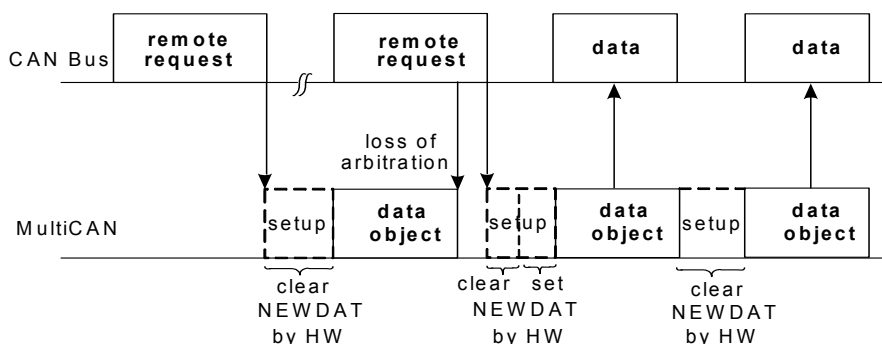 remote
request
remote
request
data
data
CAN Bus
loss of
arbitration
MultiCAN
setup
data
object
setup
data
object
setup
data
object
clear
NEWDAT
by HW
clear set
NEWDAT
by HW
clear
NEWDAT
by HW